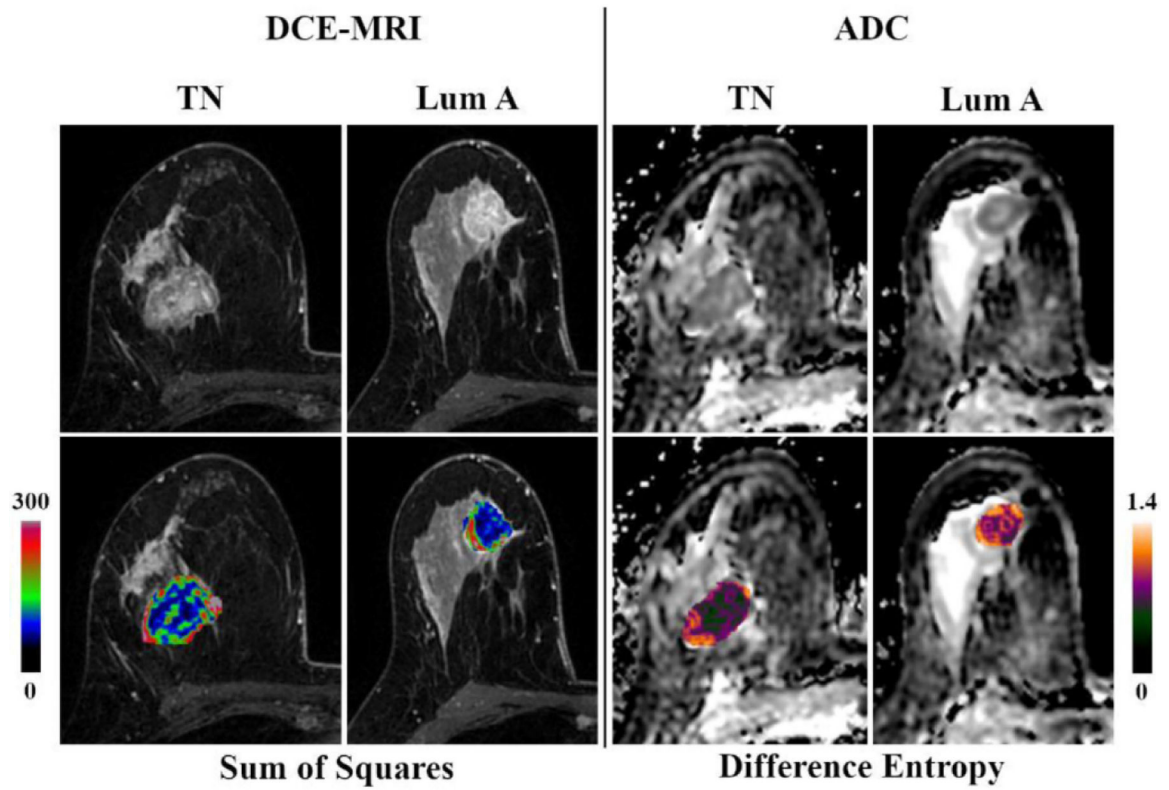 DCE-MRI
ADC
TN
Lum A
TN
Lum A
300
0
1.4
0
Sum of Squares
Difference Entropy